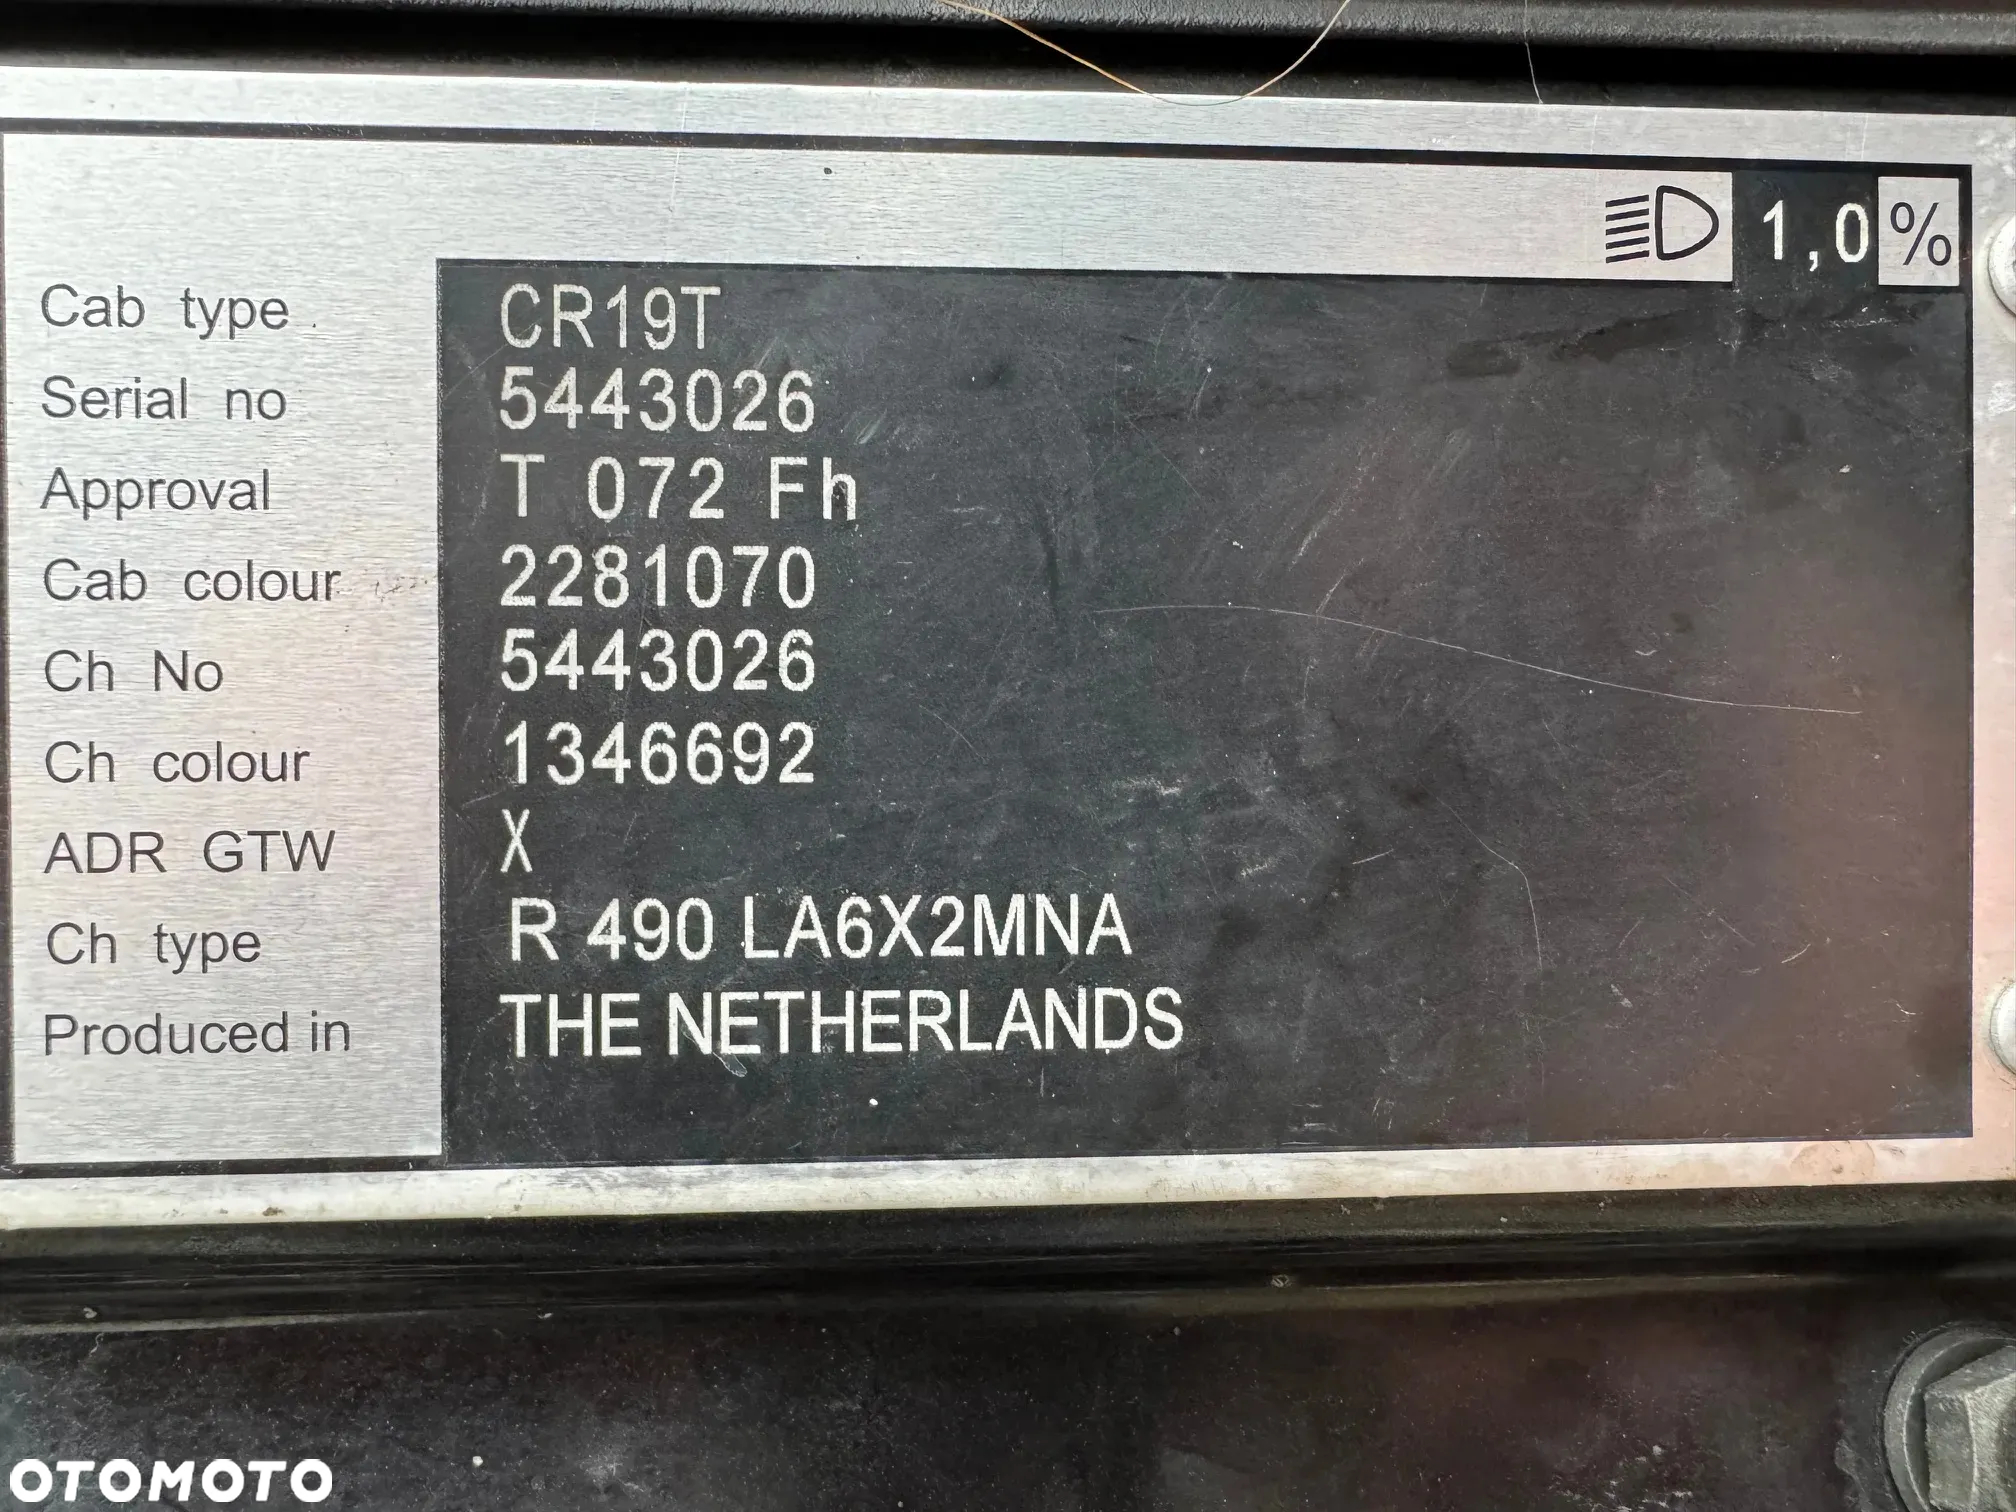 1,0 %
Cab type CR19T
Serial no 5443026
Approval T 072 Fh
Cab colour 2281070
Ch No 5443026
Ch colour 1346692
ADR GTW X
Ch type R 490 LA6X2MNA
Produced in THE NETHERLANDS
OTOMOTO